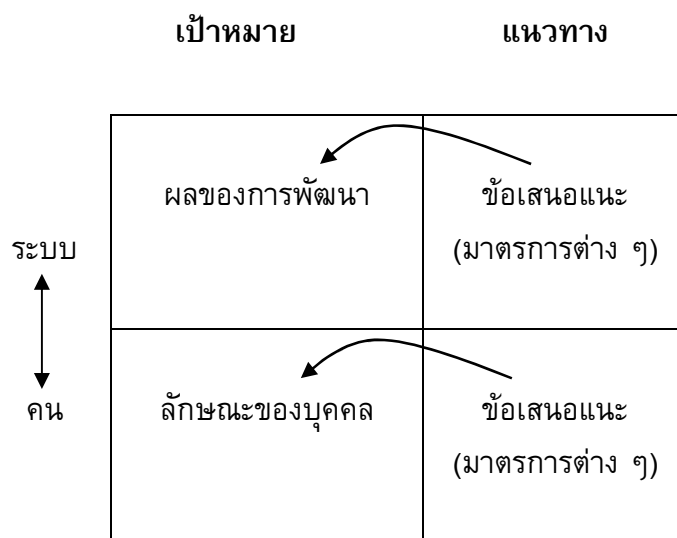 เป้าหมาย แนวทาง
ผลของการพัฒนา ข้อเสนอแนะ
ระบบ (มาตรการต่าง ๆ)
คน ลักษณะของบุคคล ข้อเสนอแนะ
(มาตรการต่าง ๆ)